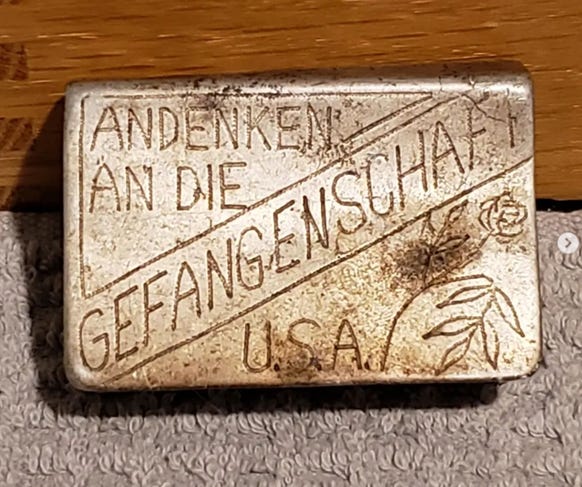 ANDENKEN
AN DIE
GEFANGENSCHAFT
U.S.A.